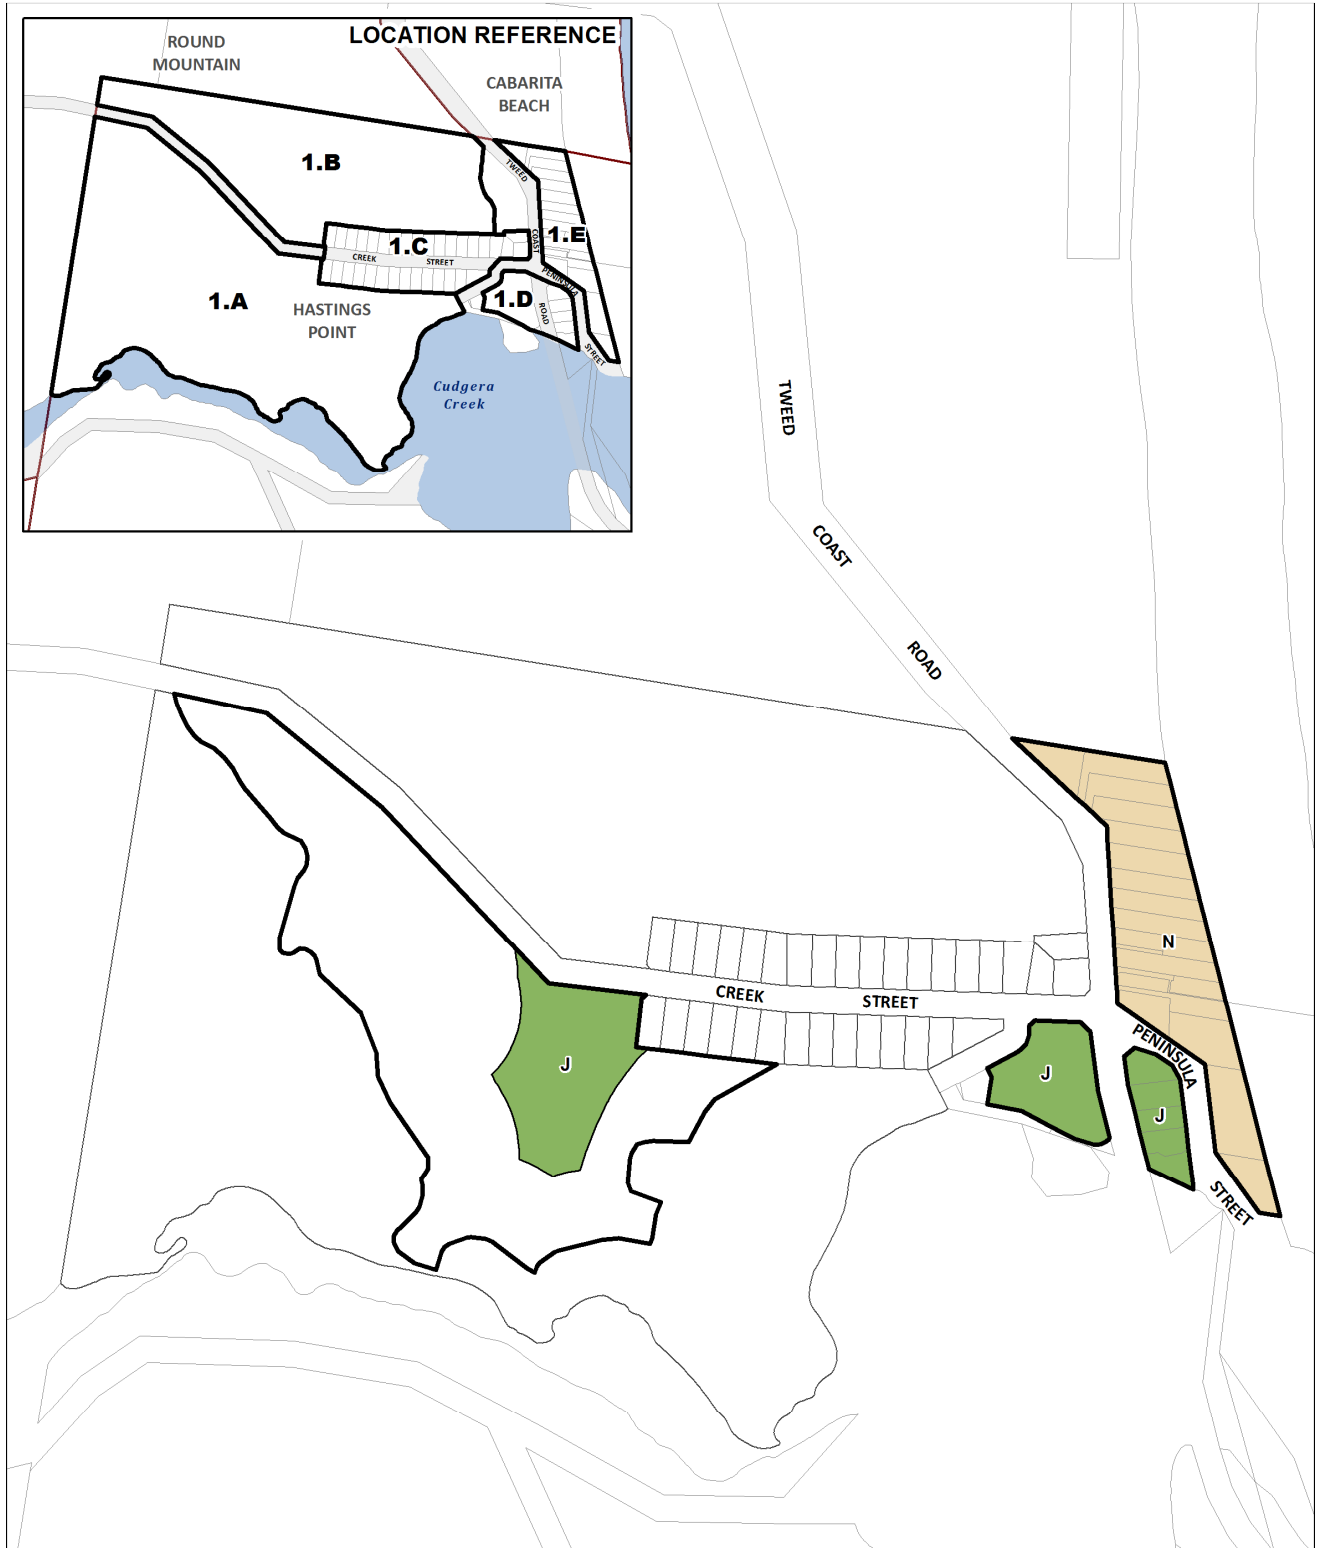 LOCATION REFERENCE
ROUND
MOUNTAIN
CABARITA
BEACH
1.B
TWEED
1.E
COAST
1.C
CREEK
STREET
PENINSULA
1.D
1.A
HASTINGS
POINT
ROAD
STREET
Cudgera
Creek
TWEED
COAST
ROAD
N
CREEK
STREET
PENINSULA
J
J
J
STREET